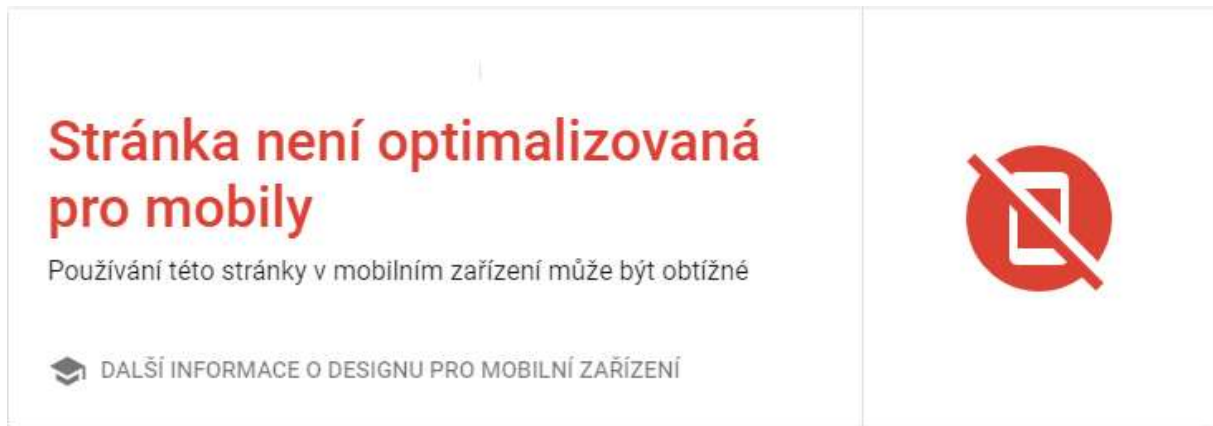 Stránka není optimalizovaná
pro mobily
Používání této stránky v mobilním zařízení může být obtížné
DALŠÍ INFORMACE O DESIGNU PRO MOBILNÍ ZAŘÍZENÍ